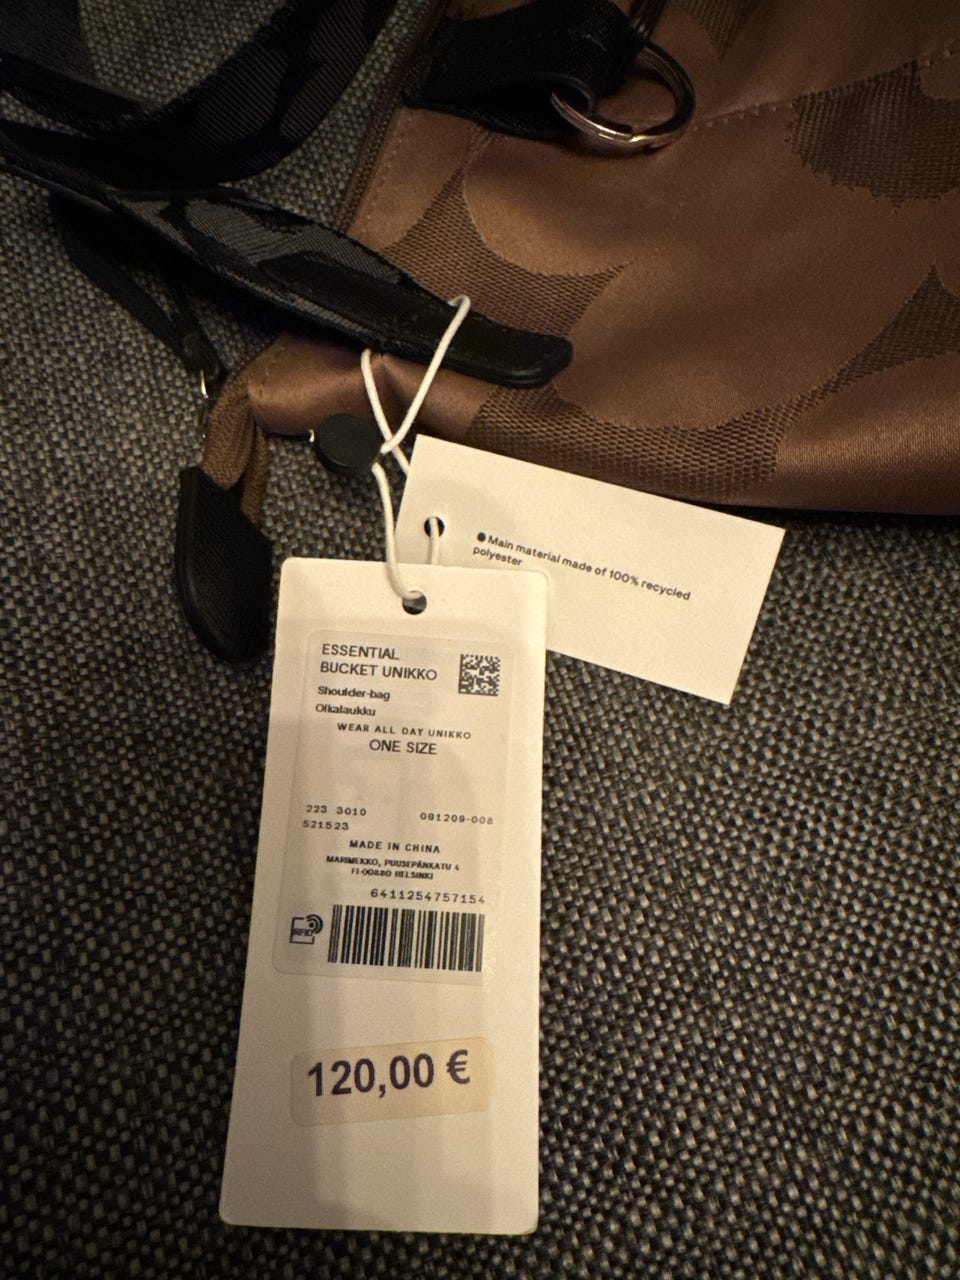 ● Main material made of 100% recycled
polyester
ESSENTIAL
BUCKET UNIKKO
Shoulder-bag
Olkalaukku
WEAR ALL DAY UNIKKO
ONE SIZE
223 3010 091209-008
521523
MADE IN CHINA
MARIMEKKO, PUUSEPÄNKATU 4
FI-00880 HELSINKI
6411254757154
RFID
120,00 €